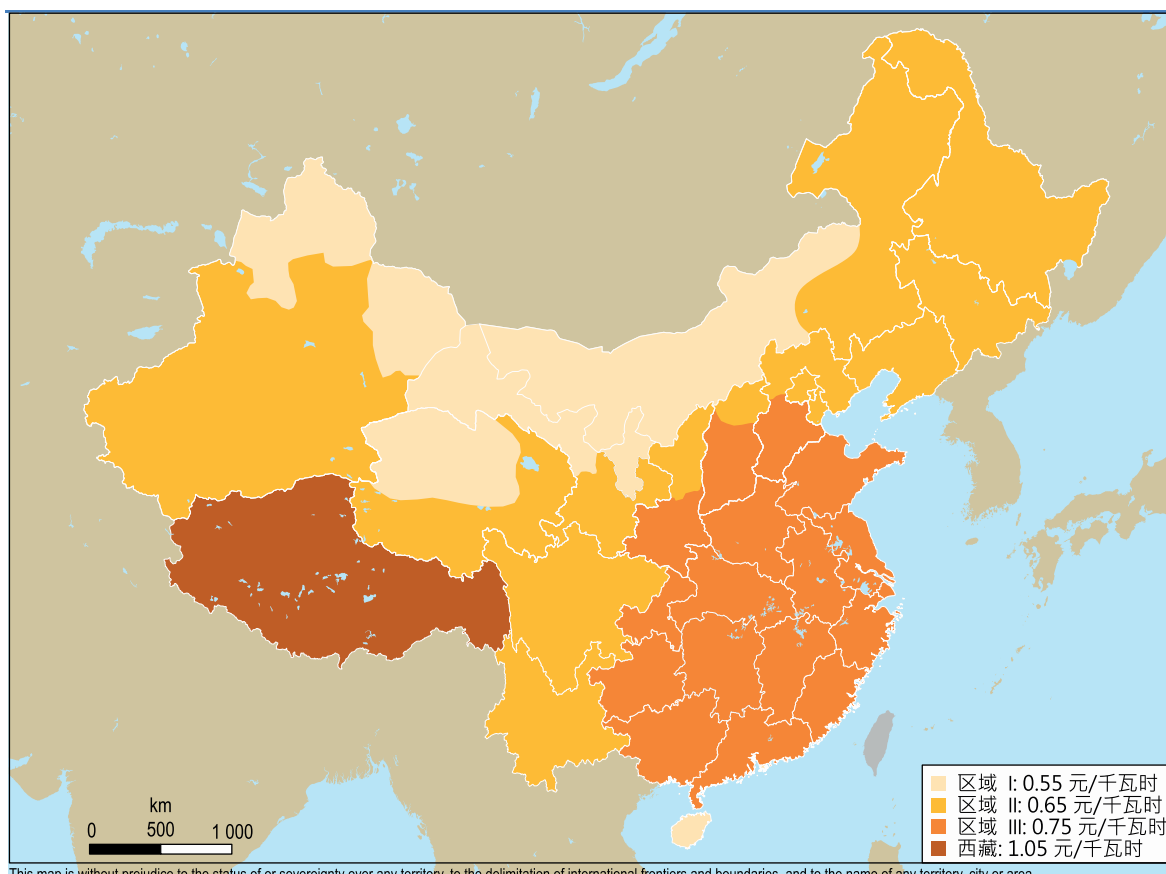 km
0 500 1 000
区域 I: 0.55 元/千瓦时
区域 II: 0.65 元/千瓦时
区域 III: 0.75 元/千瓦时
西藏: 1.05 元/千瓦时
This map is without prejudice to the status of or sovereignty over any territory, to the delimitation of international frontiers and boundaries, and to the name of any territory, city or area.